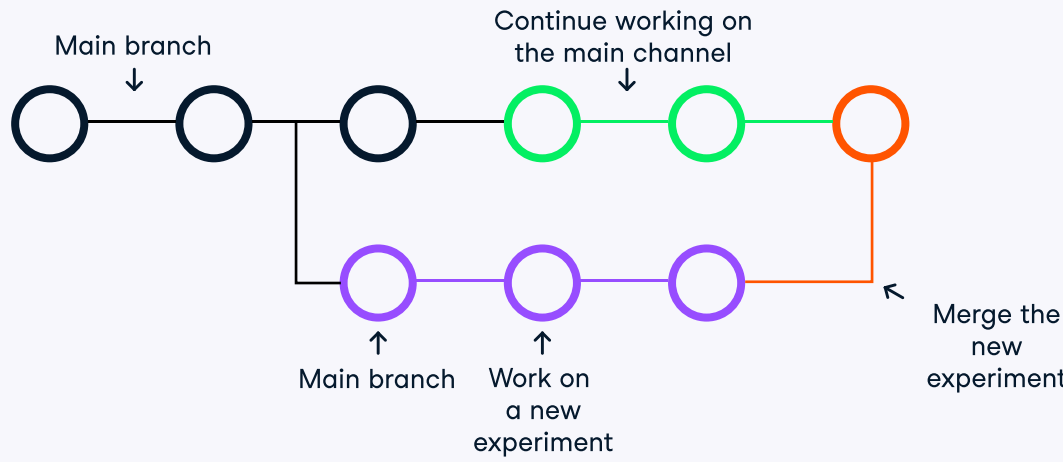 Main branch
Continue working on
the main channel
Main branch
Work on
a new
experiment
Merge the
new
experiment